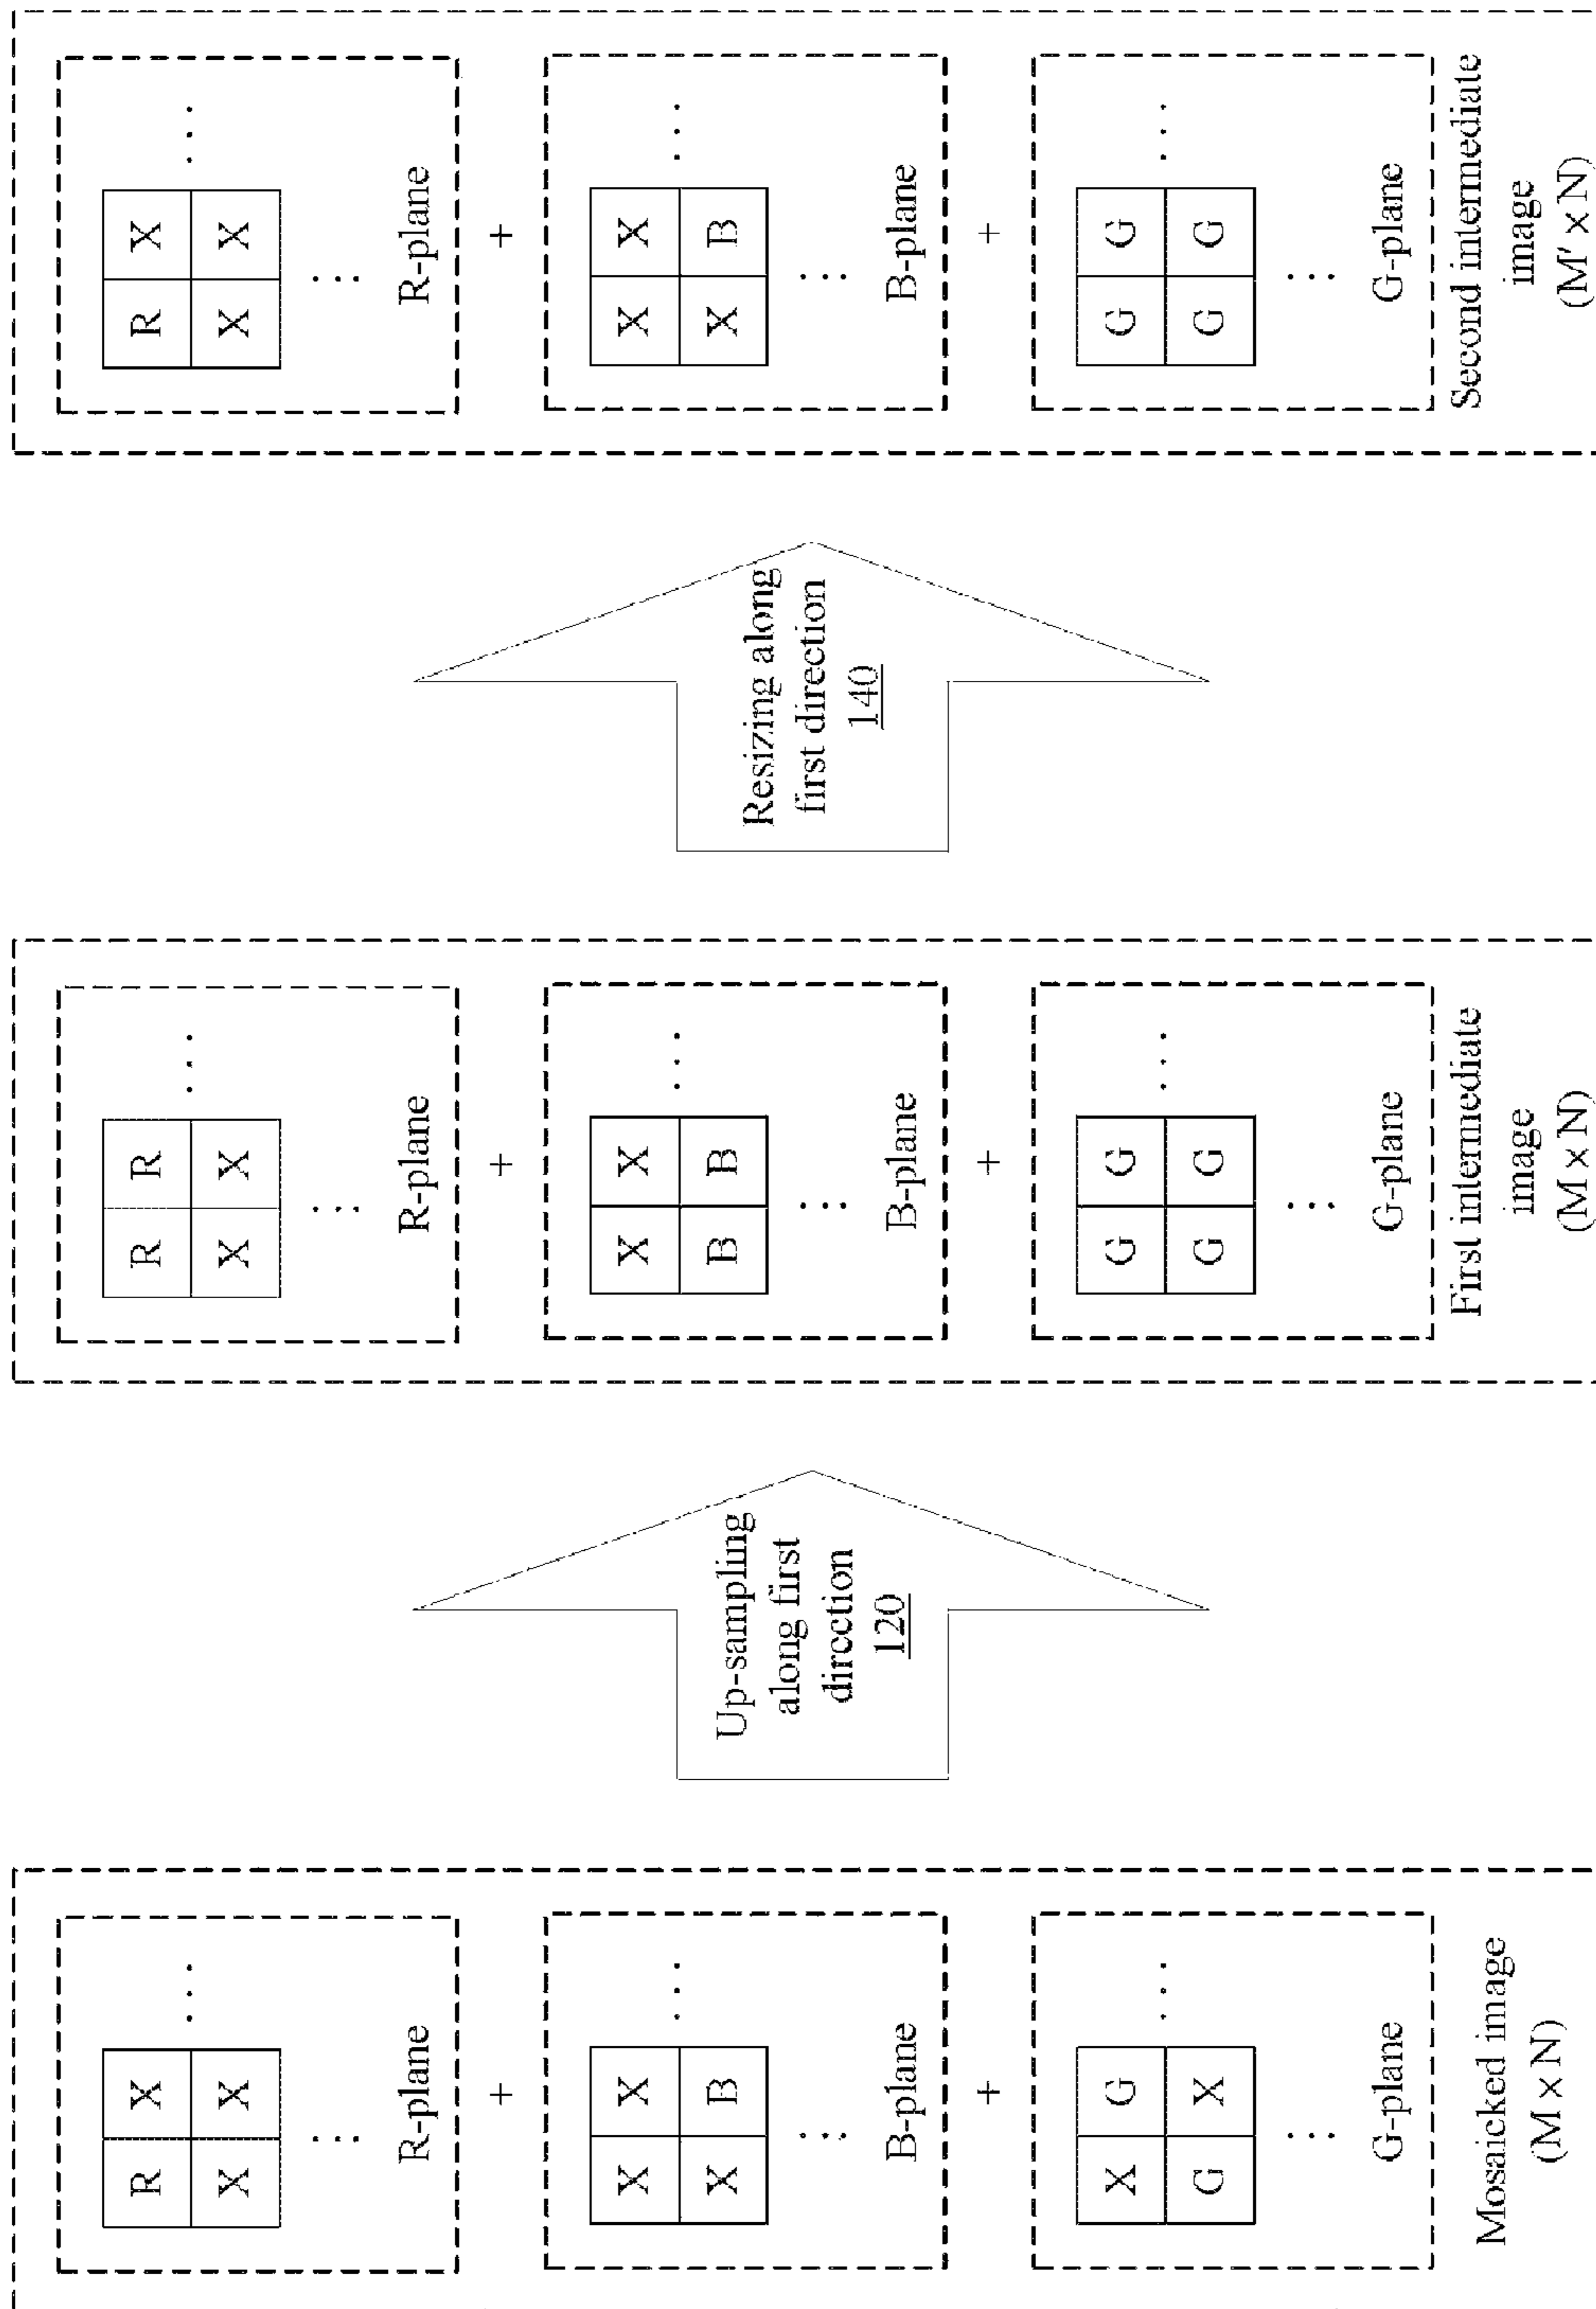 R X ...
X X
⋮
R-plane
+
X X ...
X B
⋮
B-plane
+
X G ...
G X
⋮
G-plane
Mosaicked image
(M × N)
Up-sampling
along first
direction
120
R R ...
X X
⋮
R-plane
+
X X ...
B B
⋮
B-plane
+
G G ...
G G
⋮
G-plane
First intermediate
image
(M × N)
Resizing along
first direction
140
R X ...
X X
⋮
R-plane
+
X X ...
X B
⋮
B-plane
+
G G ...
G G
⋮
G-plane
Second intermediate
image
(M′ × N)